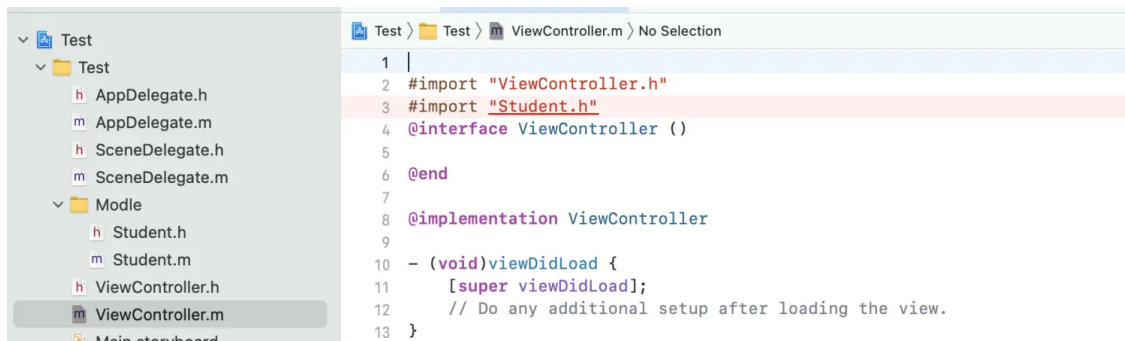 Test
Test
AppDelegate.h
AppDelegate.m
SceneDelegate.h
SceneDelegate.m
Modle
Student.h
Student.m
ViewController.h
ViewController.m
Main.storyboard
Test 〉 Test 〉 ViewController.m 〉 No Selection
1
2 #import "ViewController.h"
3 #import "Student.h"
4 @interface ViewController ()
5
6 @end
7
8 @implementation ViewController
9
10 - (void)viewDidLoad {
11     [super viewDidLoad];
12     // Do any additional setup after loading the view.
13 }